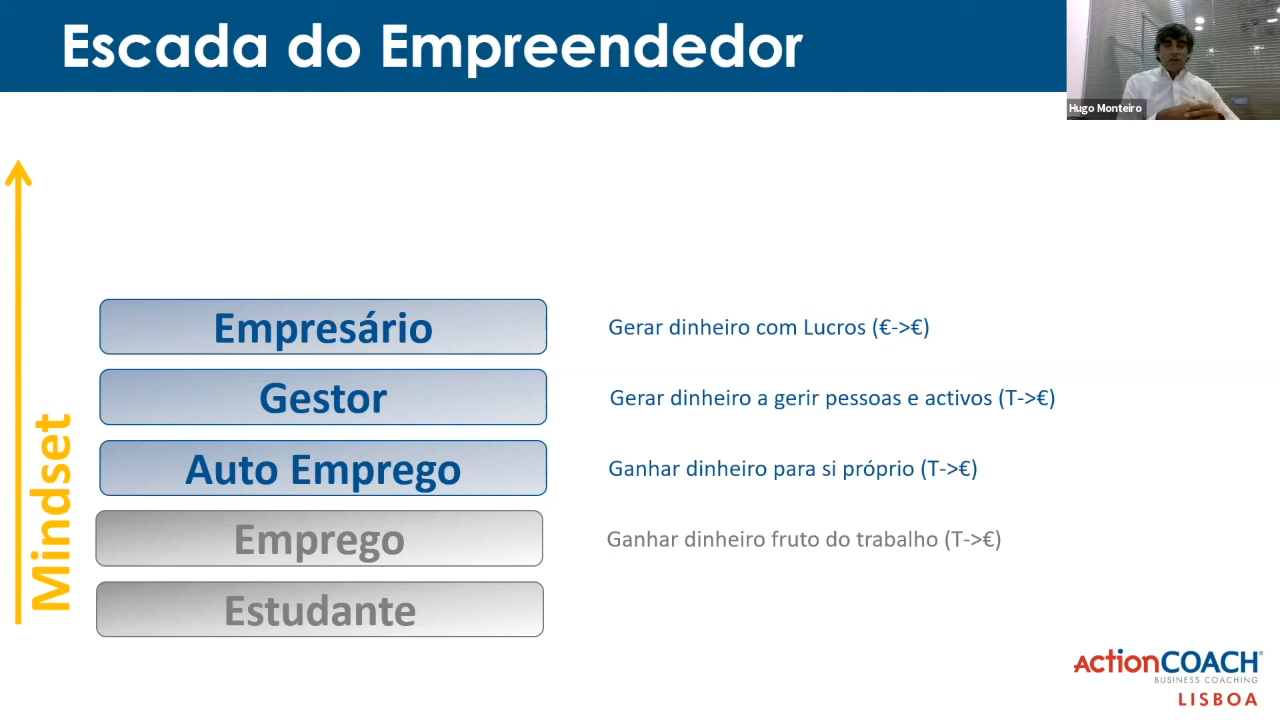 Escada do Empreendedor
Hugo Monteiro
Mindset
Empresário
Gerar dinheiro com Lucros (€->€)
Gestor
Gerar dinheiro a gerir pessoas e activos (T->€)
Auto Emprego
Ganhar dinheiro para si próprio (T->€)
Emprego
Ganhar dinheiro fruto do trabalho (T->€)
Estudante
ActionCOACH®
BUSINESS COACHING
LISBOA